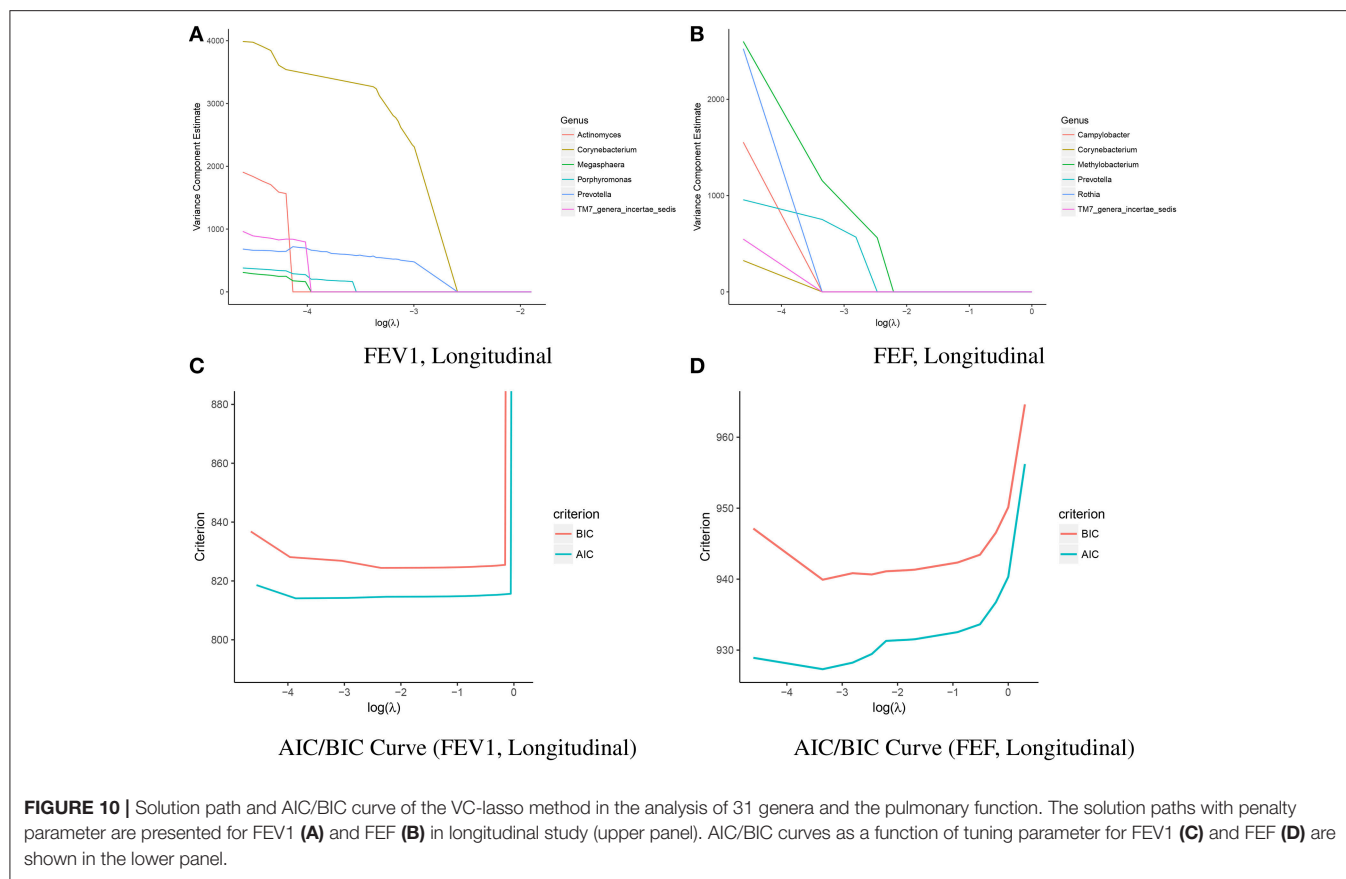 A
4000
3000
2000
1000
0
Variance Component Estimate
-4
-3
-2
log(λ)
Genus
Actinomyces
Corynebacterium
Megasphaera
Porphyromonas
Prevotella
TM7_genera_incertae_sedis
FEV1, Longitudinal
B
2000
1000
0
Variance Component Estimate
-4
-3
-2
-1
0
log(λ)
Genus
Campylobacter
Corynebacterium
Methylobacterium
Prevotella
Rothia
TM7_genera_incertae_sedis
FEF, Longitudinal
C
880
860
840
820
800
Criterion
-4
-3
-2
-1
0
log(λ)
criterion
BIC
AIC
AIC/BIC Curve (FEV1, Longitudinal)
D
960
950
940
930
Criterion
-4
-3
-2
-1
0
log(λ)
criterion
BIC
AIC
AIC/BIC Curve (FEF, Longitudinal)
FIGURE 10 | Solution path and AIC/BIC curve of the VC-lasso method in the analysis of 31 genera and the pulmonary function. The solution paths with penalty
parameter are presented for FEV1 (A) and FEF (B) in longitudinal study (upper panel). AIC/BIC curves as a function of tuning parameter for FEV1 (C) and FEF (D) are
shown in the lower panel.